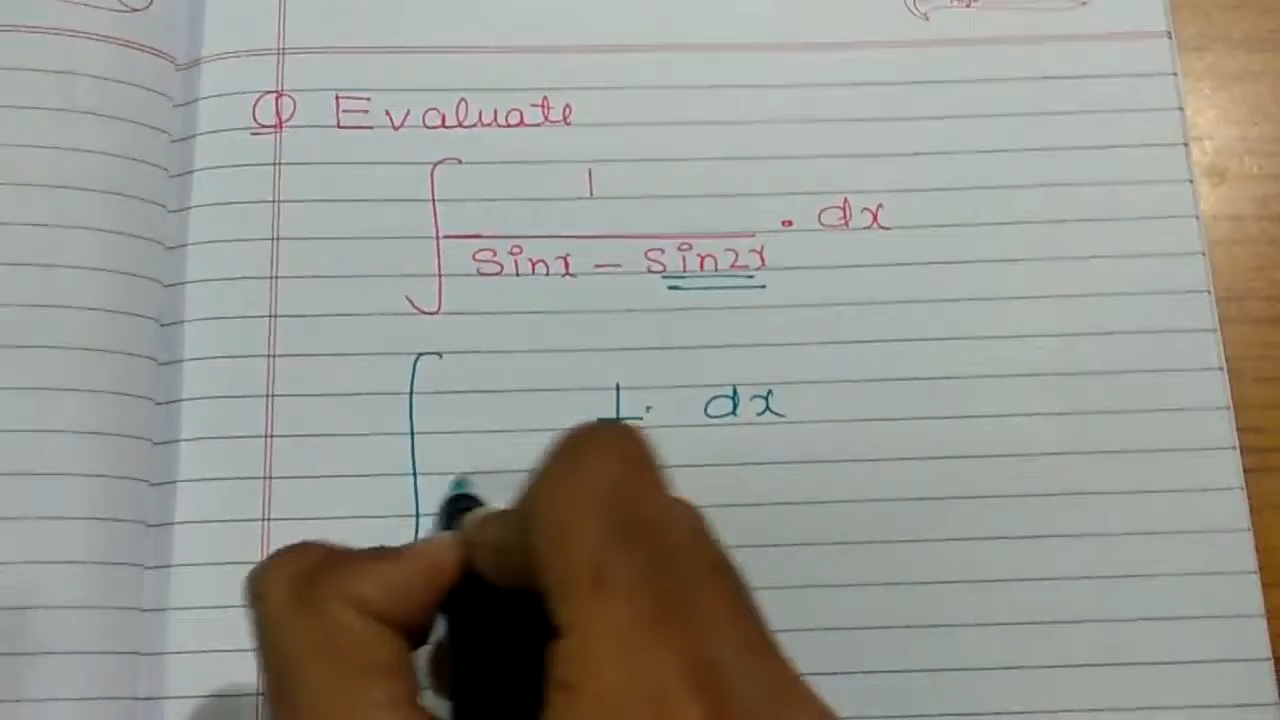 Q Evaluate
∫ 1 / (Sinx − Sin2x) . dx
∫ 1 . dx